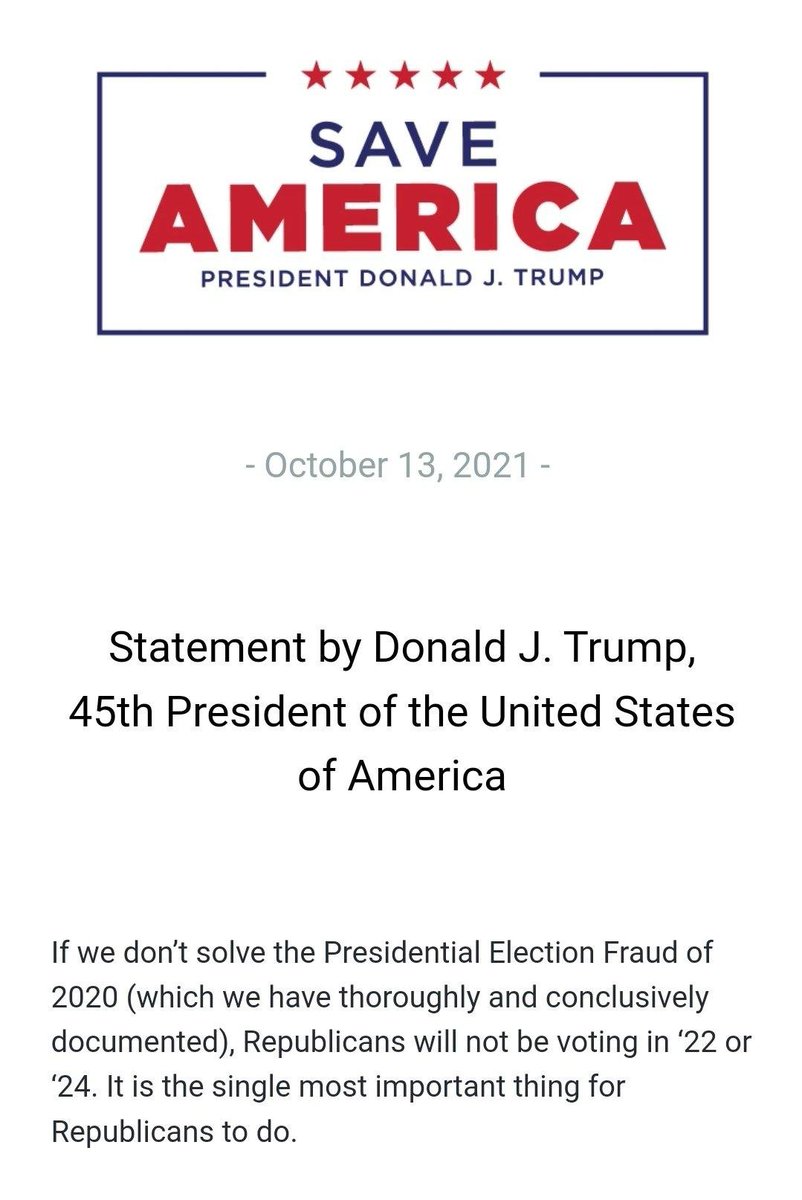 SAVE
AMERICA
PRESIDENT DONALD J. TRUMP
- October 13, 2021 -
Statement by Donald J. Trump,
45th President of the United States
of America
If we don’t solve the Presidential Election Fraud of
2020 (which we have thoroughly and conclusively
documented), Republicans will not be voting in ‘22 or
‘24. It is the single most important thing for
Republicans to do.